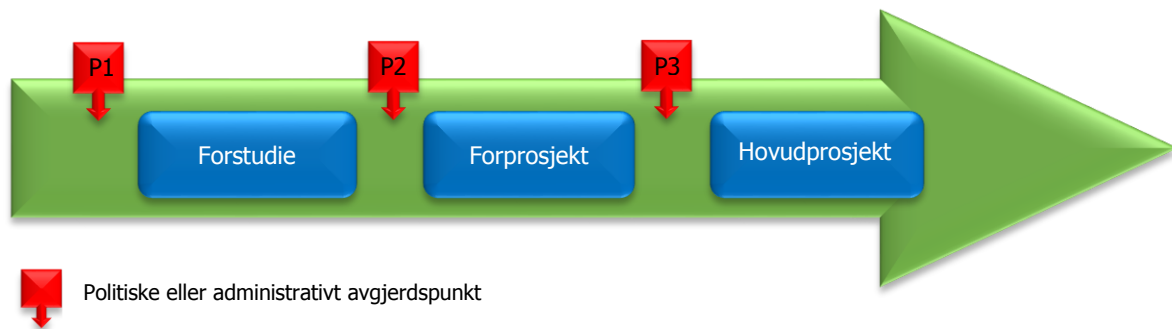 P1
P2
P3
Forstudie
Forprosjekt
Hovudprosjekt
Politiske eller administrativt avgjerdspunkt